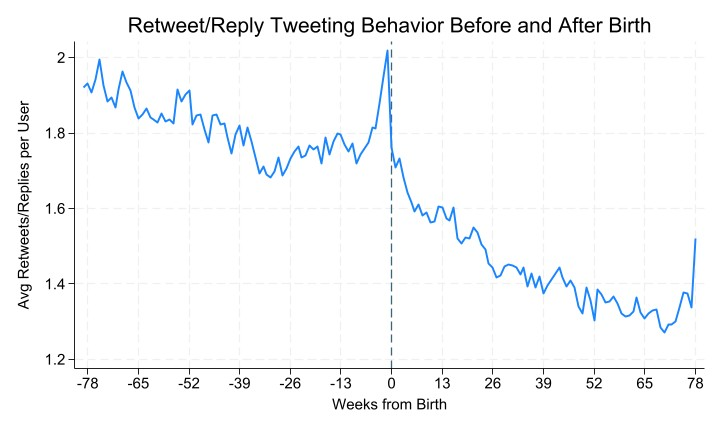 Retweet/Reply Tweeting Behavior Before and After Birth
Avg Retweets/Replies per User
2
1.8
1.6
1.4
1.2
-78 -65 -52 -39 -26 -13 0 13 26 39 52 65 78
Weeks from Birth